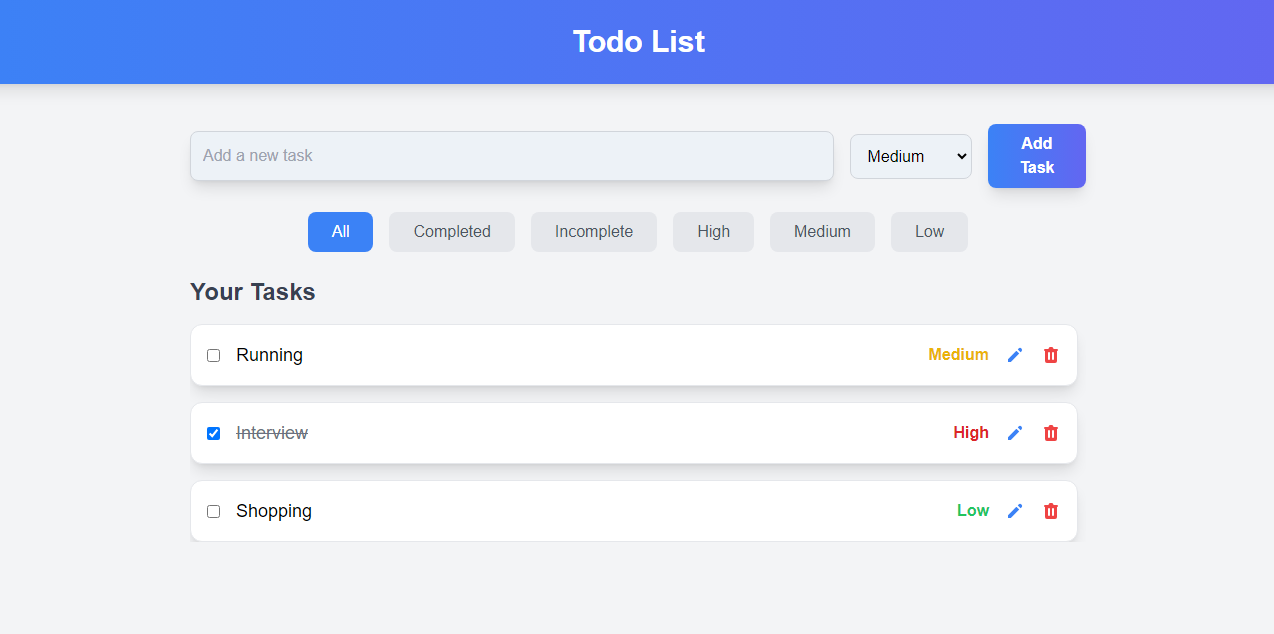 Todo List
Add a new task
Medium
Add
Task
All Completed Incomplete High Medium Low
Your Tasks
Running Medium
Interview High
Shopping Low